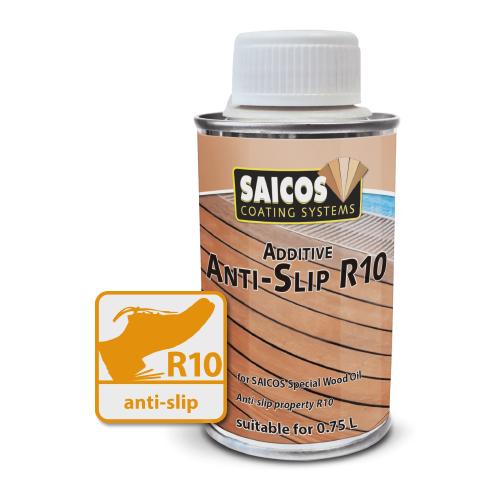 SAICOS
COATING SYSTEMS
ADDITIVE
ANTI-SLIP R10
for SAICOS Special Wood Oil
Anti-slip property R10
suitable for 0.75 L
R10
anti-slip